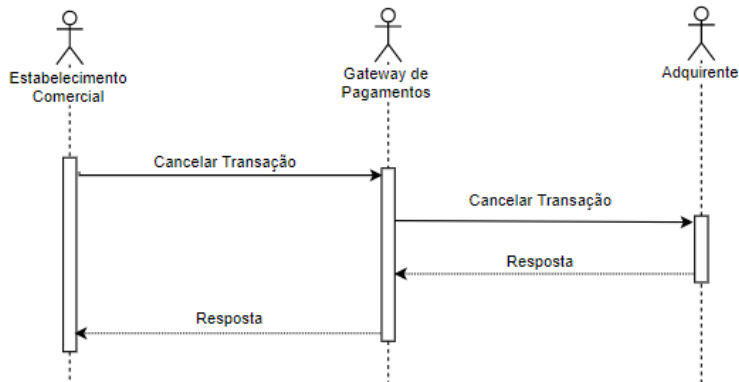 Estabelecimento
Comercial
Gateway de
Pagamentos
Adquirente
Cancelar Transação
Cancelar Transação
Resposta
Resposta